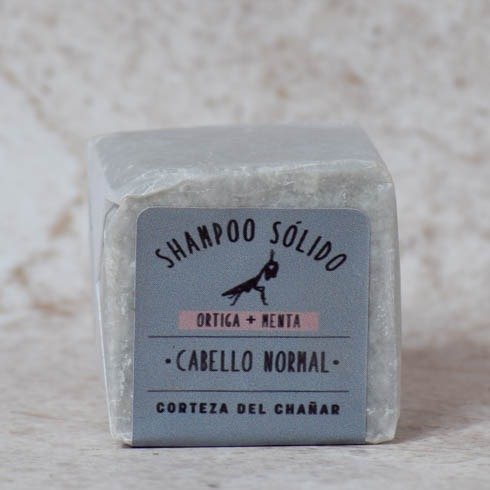 SHAMPOO SÓLIDO
ORTIGA + MENTA
• CABELLO NORMAL •
CORTEZA DEL CHAÑAR